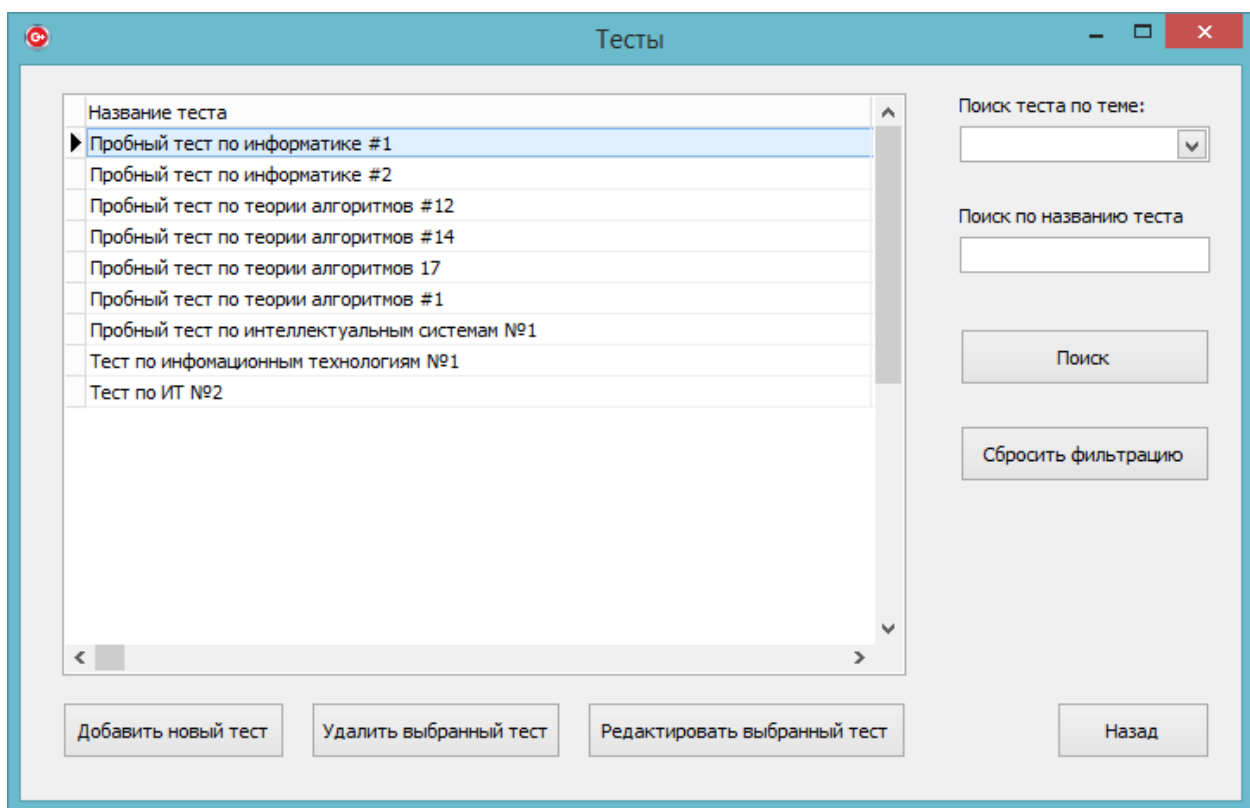 Тесты
Название теста
Пробный тест по информатике #1
Пробный тест по информатике #2
Пробный тест по теории алгоритмов #12
Пробный тест по теории алгоритмов #14
Пробный тест по теории алгоритмов 17
Пробный тест по теории алгоритмов #1
Пробный тест по интеллектуальным системам №1
Тест по инфомационным технологиям №1
Тест по ИТ №2
Поиск теста по теме:
Поиск по названию теста
Поиск
Сбросить фильтрацию
Добавить новый тест
Удалить выбранный тест
Редактировать выбранный тест
Назад